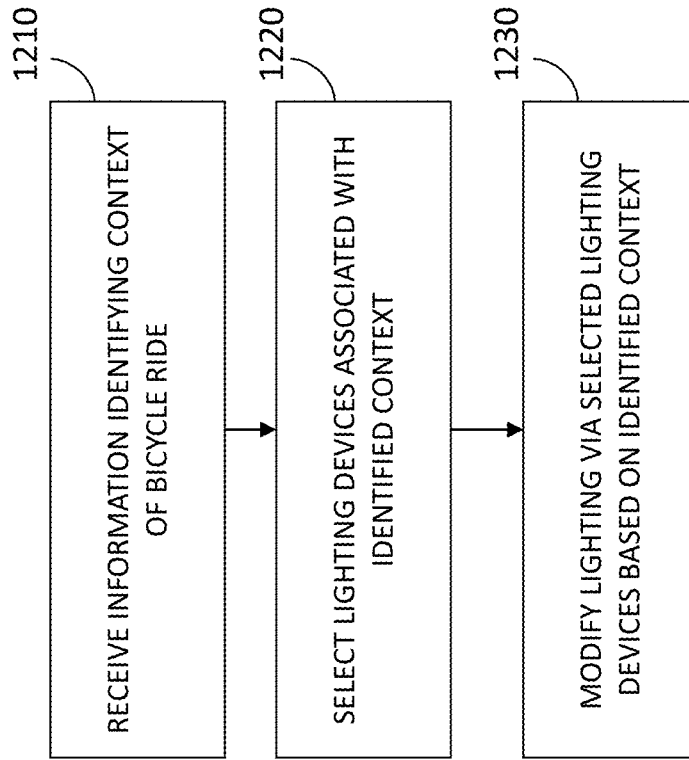 1210
RECEIVE INFORMATION IDENTIFYING CONTEXT
OF BICYCLE RIDE
1220
SELECT LIGHTING DEVICES ASSOCIATED WITH
IDENTIFIED CONTEXT
1230
MODIFY LIGHTING VIA SELECTED LIGHTING
DEVICES BASED ON IDENTIFIED CONTEXT